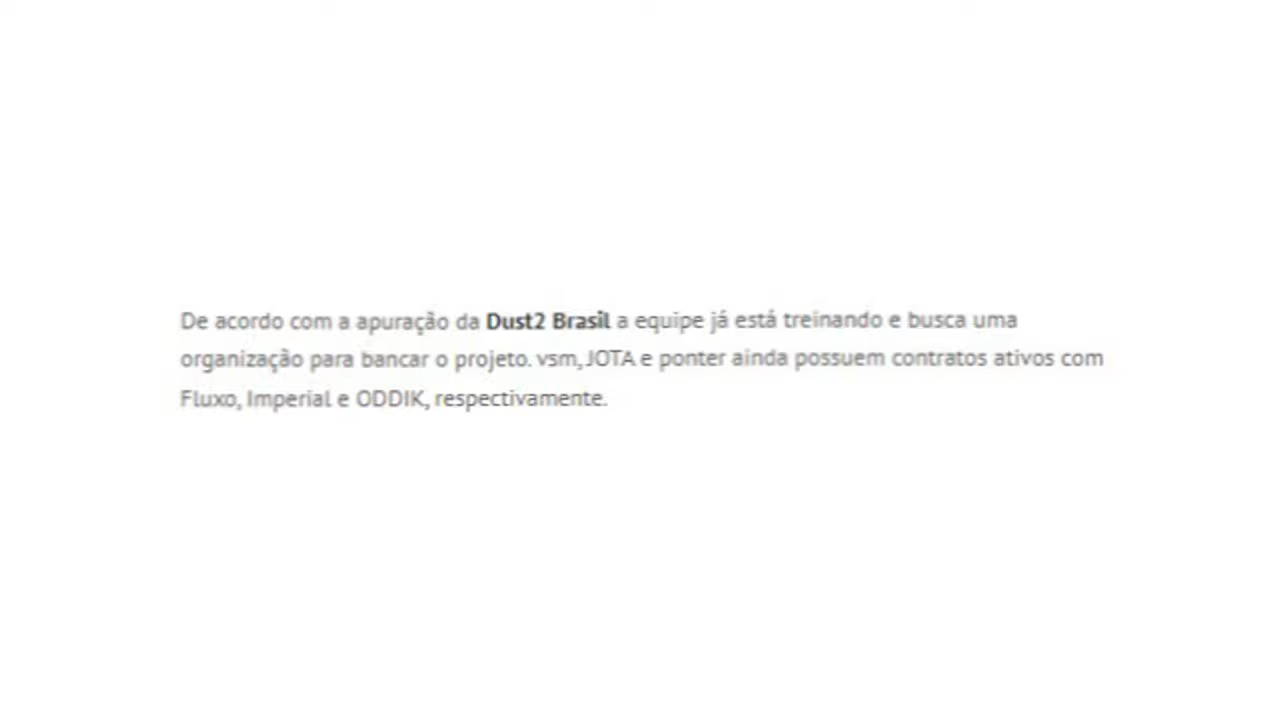 De acordo com a apuração da Dust2 Brasil a equipe já está treinando e busca uma
organização para bancar o projeto. vsm, JOTA e ponter ainda possuem contratos ativos com
Fluxo, Imperial e ODDIK, respectivamente.